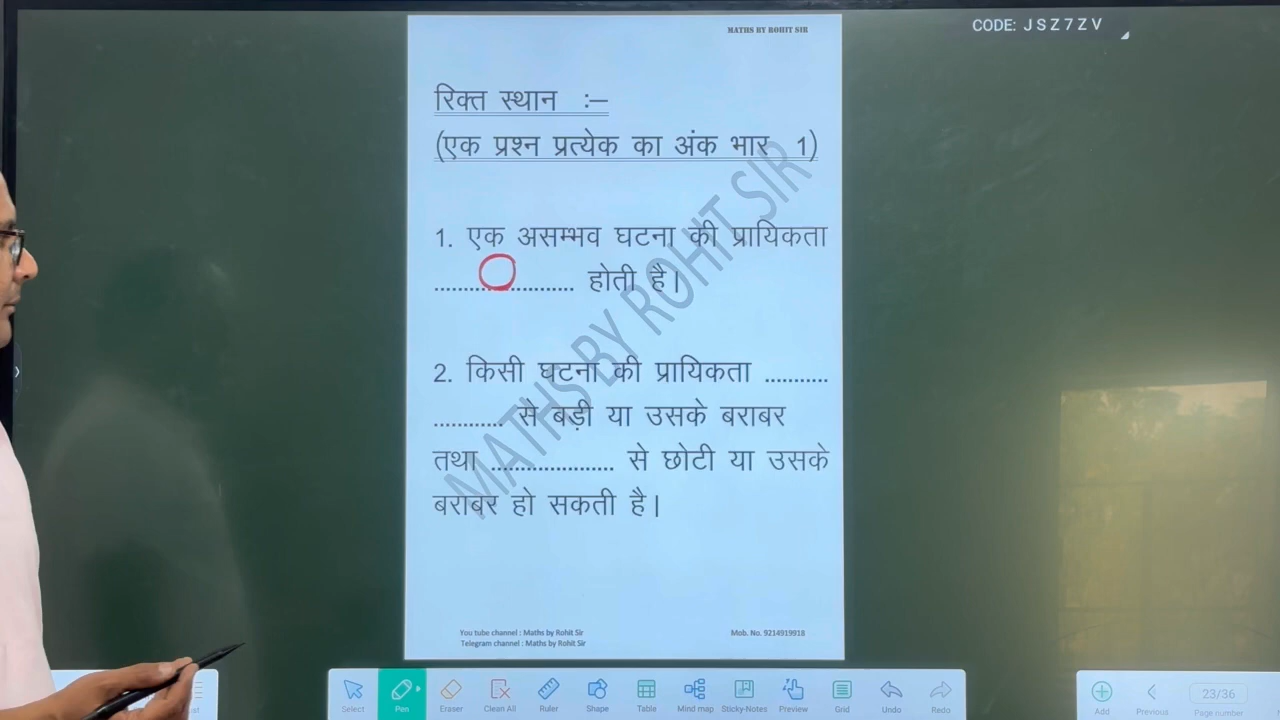 MATHS BY ROHIT SIR
CODE: JSZ7ZV
रिक्त स्थान :–
(एक प्रश्न प्रत्येक का अंक भार 1)
1. एक असम्भव घटना की प्रायिकता
......................... होती है।
0
2. किसी घटना की प्रायिकता ...........
............ से बड़ी या उसके बराबर
तथा ..................... से छोटी या उसके
बराबर हो सकती है।
MATHS BY ROHIT SIR
You tube channel : Maths by Rohit Sir
Mob. No. 9214919918
Telegram channel : Maths by Rohit Sir
Select Pen Eraser Clean All Ruler Shape Table Mind map Sticky-Notes Preview Grid Undo Redo
Add Previous 23/36
Page number